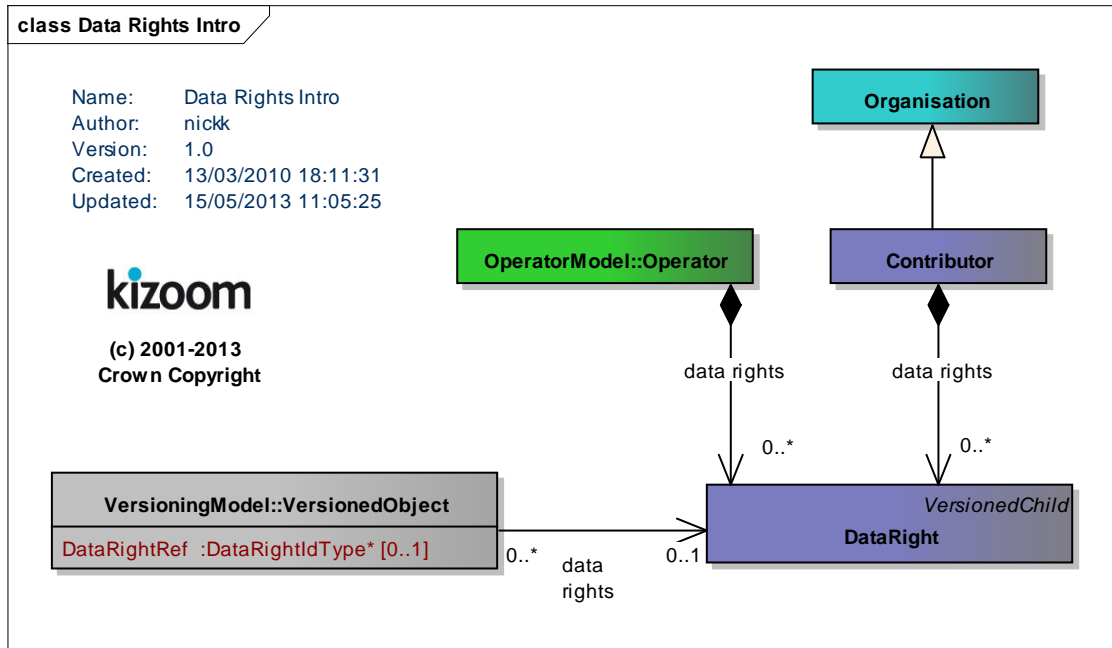 class Data Rights Intro
Name: Data Rights Intro
Author: nickk
Version: 1.0
Created: 13/03/2010 18:11:31
Updated: 15/05/2013 11:05:25
kizoom
(c) 2001-2013
Crown Copyright
Organisation
OperatorModel::Operator
Contributor
data rights
data rights
0..*
0..*
VersioningModel::VersionedObject
DataRightRef :DataRightIdType* [0..1]
VersionedChild
DataRight
0..*
0..1
data
rights